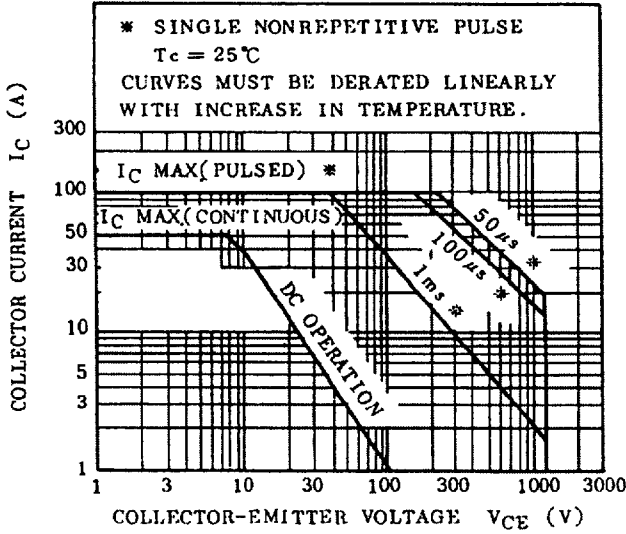 * SINGLE NONREPETITIVE PULSE
Tc = 25℃
CURVES MUST BE DERATED LINEARLY
WITH INCREASE IN TEMPERATURE.
COLLECTOR CURRENT IC (A)
300
100
50
30
10
5
3
1
IC MAX(PULSED) *
IC MAX(CONTINUOUS)
50μs *
100μs *
1ms *
DC OPERATION
1
3
10
30
100
300
1000
3000
COLLECTOR-EMITTER VOLTAGE VCE (V)